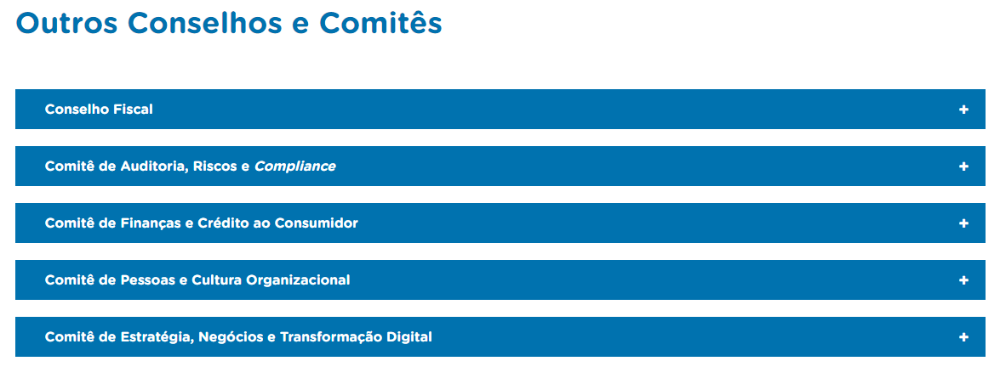 Outros Conselhos e Comitês
Conselho Fiscal +
Comitê de Auditoria, Riscos e Compliance +
Comitê de Finanças e Crédito ao Consumidor +
Comitê de Pessoas e Cultura Organizacional +
Comitê de Estratégia, Negócios e Transformação Digital +